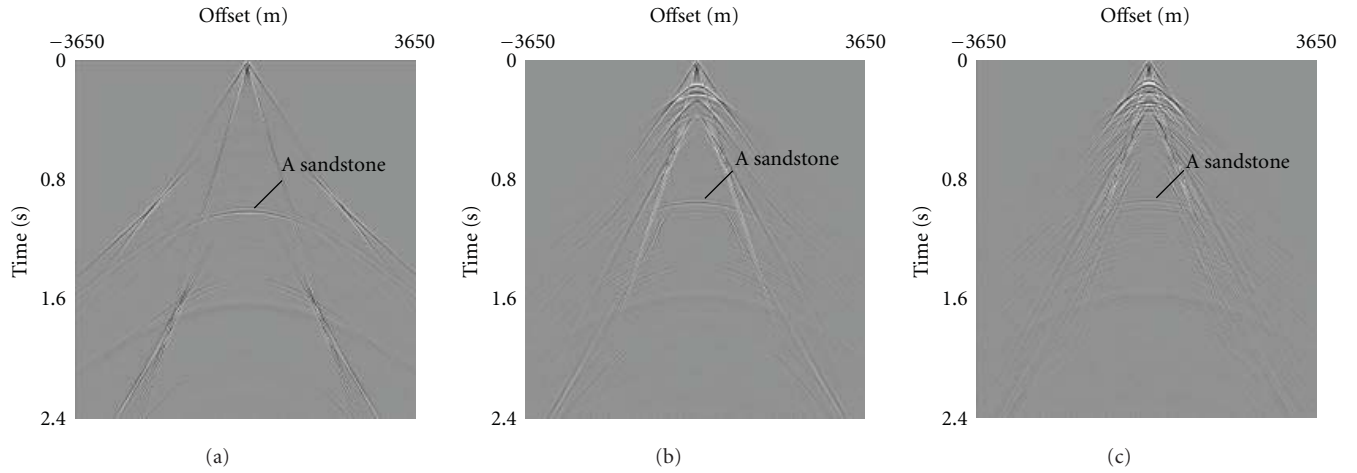 Offset (m)
−3650 3650
0
0.8
1.6
2.4
Time (s)
A sandstone
(a)
Offset (m)
−3650 3650
0
0.8
1.6
2.4
Time (s)
A sandstone
(b)
Offset (m)
−3650 3650
0
0.8
1.6
2.4
Time (s)
A sandstone
(c)